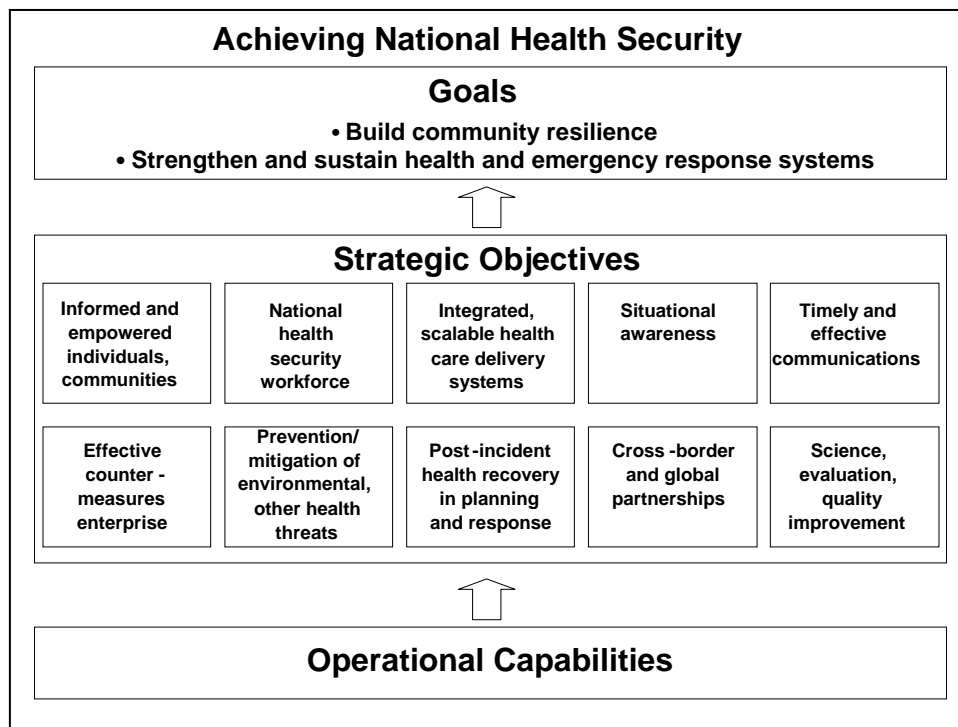 Achieving National Health Security
Goals
• Build community resilience
• Strengthen and sustain health and emergency response systems
Strategic Objectives
Informed and
empowered
individuals,
communities
National
health
security
workforce
Integrated,
scalable health
care delivery
systems
Situational
awareness
Timely and
effective
communications
Effective
counter -
measures
enterprise
Prevention/
mitigation of
environmental,
other health
threats
Post-incident
health recovery
in planning
and response
Cross -border
and global
partnerships
Science,
evaluation,
quality
improvement
Operational Capabilities